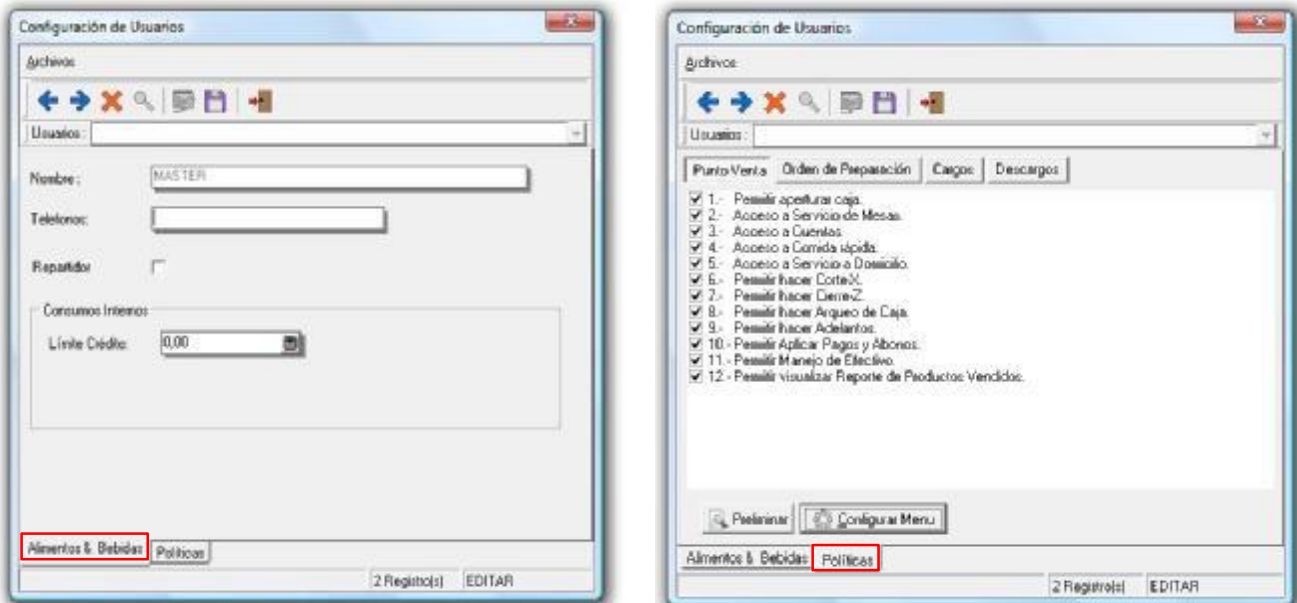 Configuración de Usuarios
Archivos
Usuarios :
Nombre :
MASTER
Telefonos:
Repartidor
Consumos Internos
Límite Crédito:
0,00
Alimentos & Bebidas
Políticas
2 Registro(s)
EDITAR
Configuración de Usuarios
Archivos
Usuarios :
Punto Venta
Orden de Preparación
Cargos
Descargos
1.- Permitir aperturar caja.
2.- Acceso a Servicio de Mesas.
3.- Acceso a Cuentas.
4.- Acceso a Comida rápida.
5.- Acceso a Servicio a Domicilio.
6.- Permitir hacer Corte-X.
7.- Permitir hacer Cierre-Z.
8.- Permitir hacer Arqueo de Caja.
9.- Permitir hacer Adelantos.
10.- Permitir Aplicar Pagos y Abonos.
11.- Permitir Manejo de Efectivo.
12.- Permitir visualizar Reporte de Productos Vendidos.
Preliminar
Configurar Menu
Alimentos & Bebidas
Políticas
2 Registro(s)
EDITAR